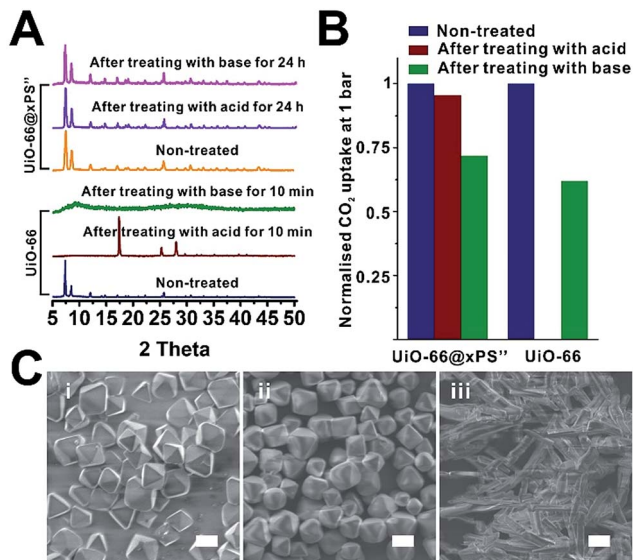 A
After treating with base for 24 h
After treating with acid for 24 h
Non-treated
UiO-66@xPS”
After treating with base for 10 min
After treating with acid for 10 min
Non-treated
UiO-66
5 10 15 20 25 30 35 40 45 50
2 Theta
B
Non-treated
After treating with acid
After treating with base
Normalised CO₂ uptake at 1 bar
1
0.75
0.5
0.25
UiO-66@xPS” UiO-66
C
i
ii
iii